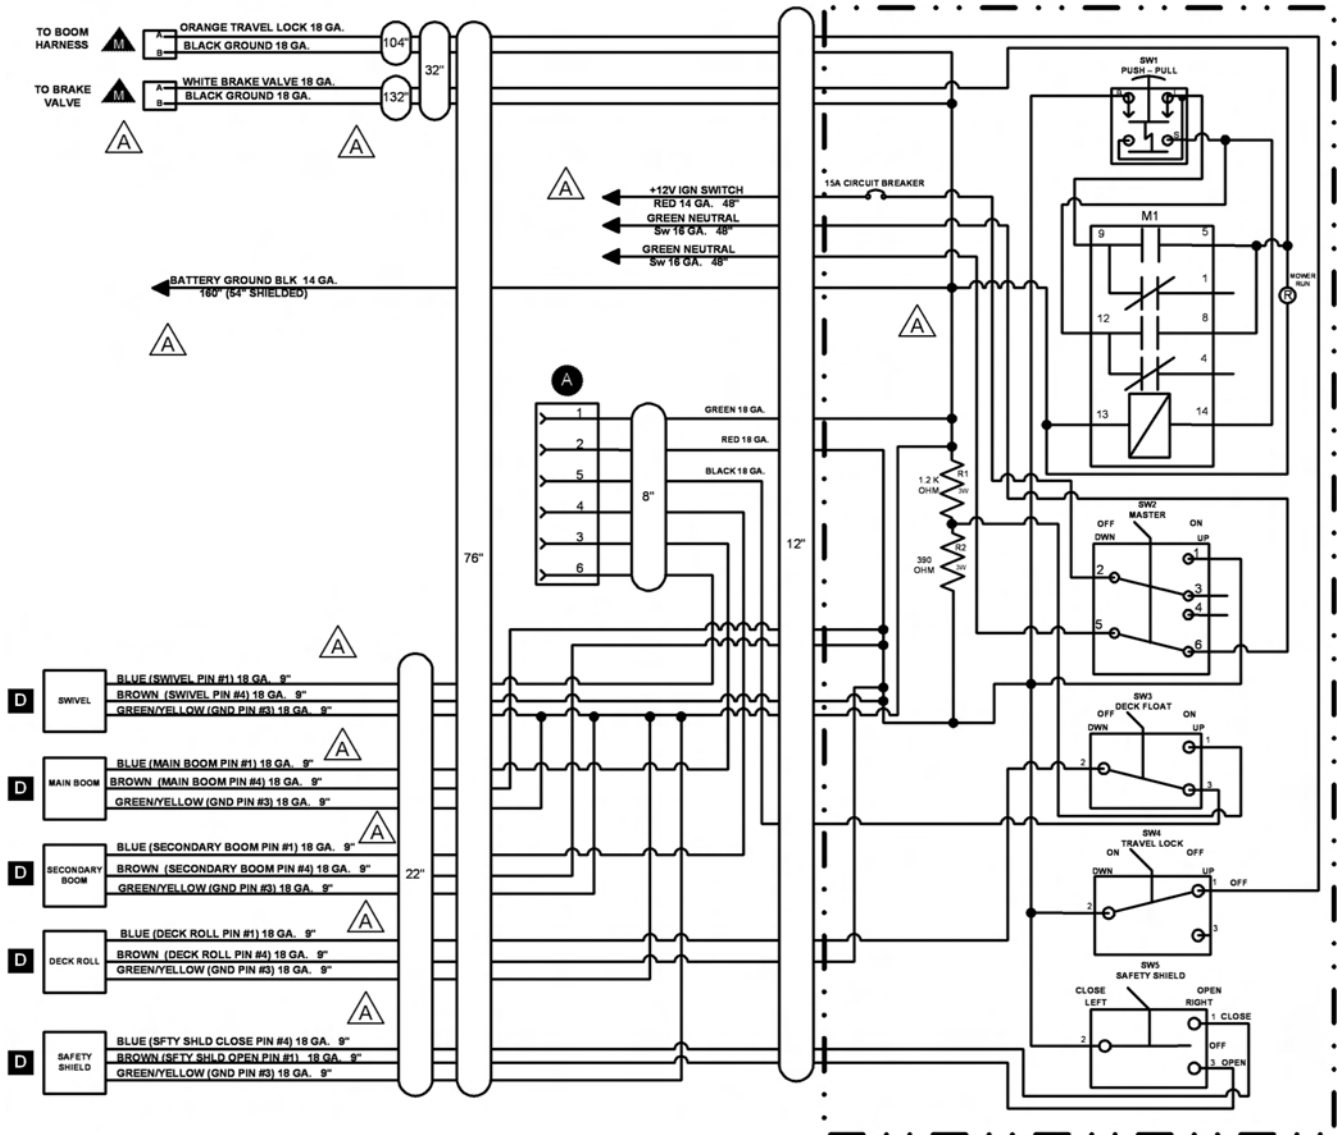 TO BOOM
HARNESS
M
A
B
ORANGE TRAVEL LOCK 18 GA.
BLACK GROUND 18 GA.
104"
32"
TO BRAKE
VALVE
M
A
B
WHITE BRAKE VALVE 18 GA.
BLACK GROUND 18 GA.
132"
A
A
A
+12V IGN SWITCH
RED 14 GA. 48"
GREEN NEUTRAL
Sw 16 GA. 48"
GREEN NEUTRAL
Sw 16 GA. 48"
15A CIRCUIT BREAKER
BATTERY GROUND BLK 14 GA.
160" (54" SHIELDED)
A
A
SW1
PUSH – PULL
M1
9
5
1
12
8
4
13
14
MOWER
RUN
R
A
1
2
5
4
3
6
8"
GREEN 18 GA.
RED 18 GA.
BLACK 18 GA.
76"
12"
1.2 K
OHM
R1
3W
390
OHM
R2
3W
SW2
MASTER
OFF
ON
DWN
UP
2
1
3
4
5
6
A
D
SWIVEL
BLUE (SWIVEL PIN #1) 18 GA. 9"
BROWN (SWIVEL PIN #4) 18 GA. 9"
GREEN/YELLOW (GND PIN #3) 18 GA. 9"
SW3
DECK FLOAT
OFF
ON
DWN
UP
1
2
3
A
D
MAIN BOOM
BLUE (MAIN BOOM PIN #1) 18 GA. 9"
BROWN (MAIN BOOM PIN #4) 18 GA. 9"
GREEN/YELLOW (GND PIN #3) 18 GA. 9"
A
D
SECONDARY
BOOM
BLUE (SECONDARY BOOM PIN #1) 18 GA. 9"
BROWN (SECONDARY BOOM PIN #4) 18 GA. 9"
GREEN/YELLOW (GND PIN #3) 18 GA. 9"
22"
SW4
TRAVEL LOCK
ON
OFF
DWN
UP
1
OFF
2
3
A
D
DECK ROLL
BLUE (DECK ROLL PIN #1) 18 GA. 9"
BROWN (DECK ROLL PIN #4) 18 GA. 9"
GREEN/YELLOW (GND PIN #3) 18 GA. 9"
A
SW5
SAFETY SHIELD
CLOSE
LEFT
OPEN
RIGHT
1 CLOSE
2
OFF
3 OPEN
D
SAFETY
SHIELD
BLUE (SFTY SHLD CLOSE PIN #4) 18 GA. 9"
BROWN (SFTY SHLD OPEN PIN #1) 18 GA. 9"
GREEN/YELLOW (GND PIN #3) 18 GA. 9"